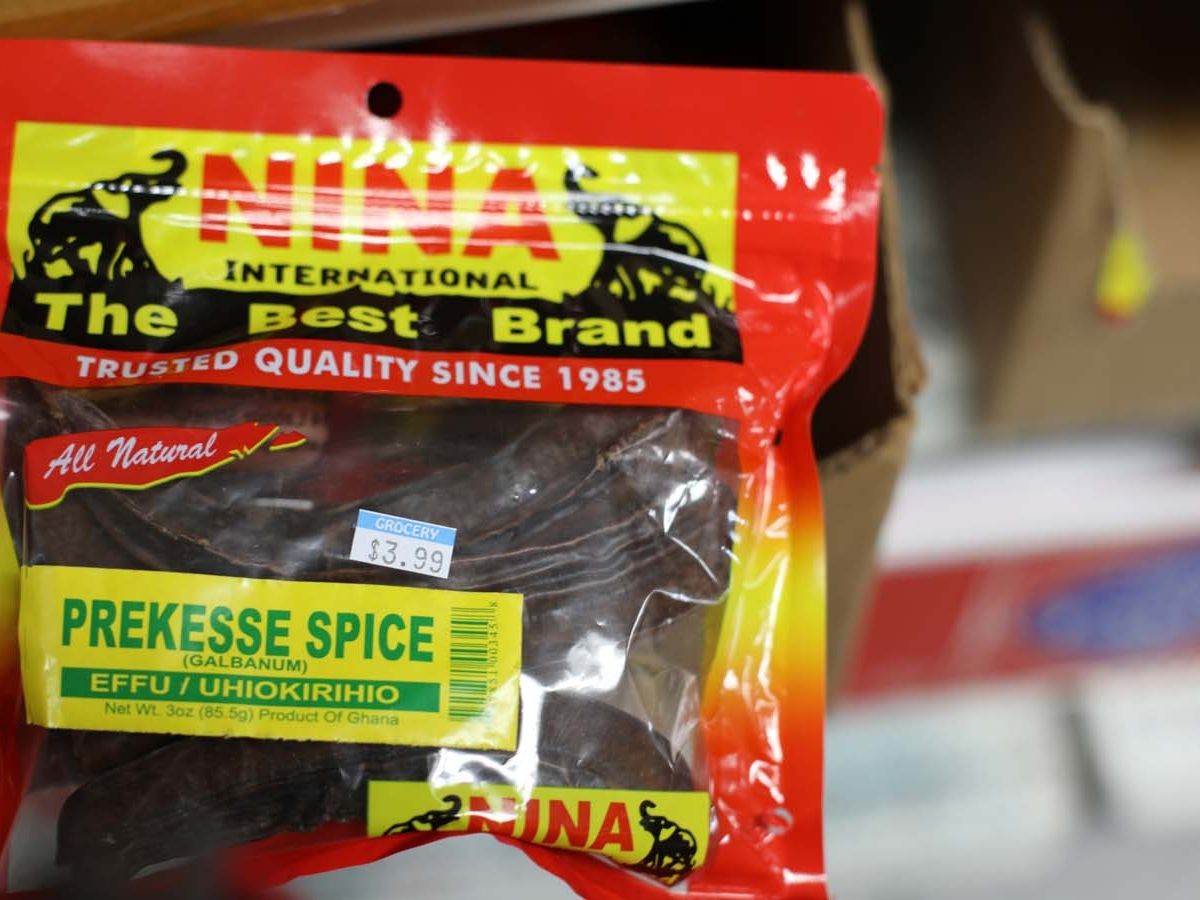 NINA
INTERNATIONAL
The Best Brand
TRUSTED QUALITY SINCE 1985
All Natural
GROCERY
$3.99
PREKESSE SPICE
(GALBANUM)
EFFU / UHIOKIRIHIO
Net Wt. 3oz (85.5g) Product Of Ghana
NINA